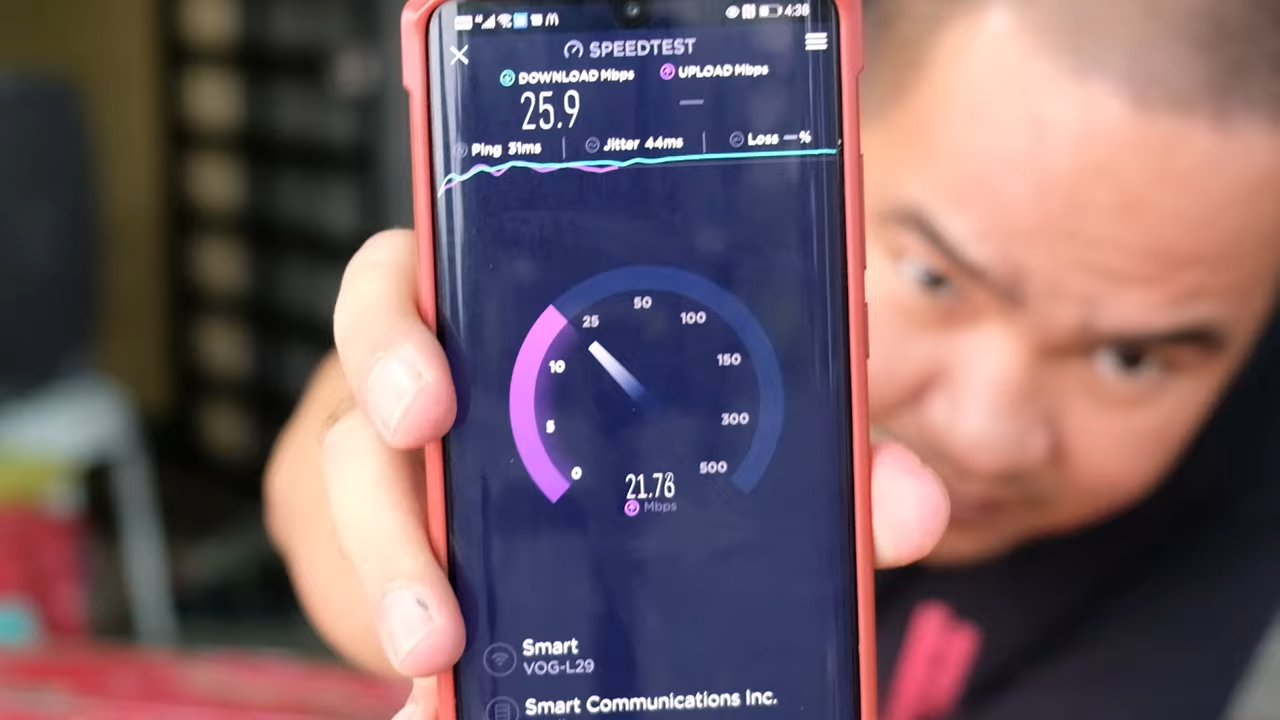 4:36
SPEEDTEST
DOWNLOAD Mbps UPLOAD Mbps
25.9 —
Ping 31ms Jitter 44ms Loss —%
50
25 100
10 150
5 300
0 500
21.76
Mbps
Smart
VOG-L29
Smart Communications Inc.